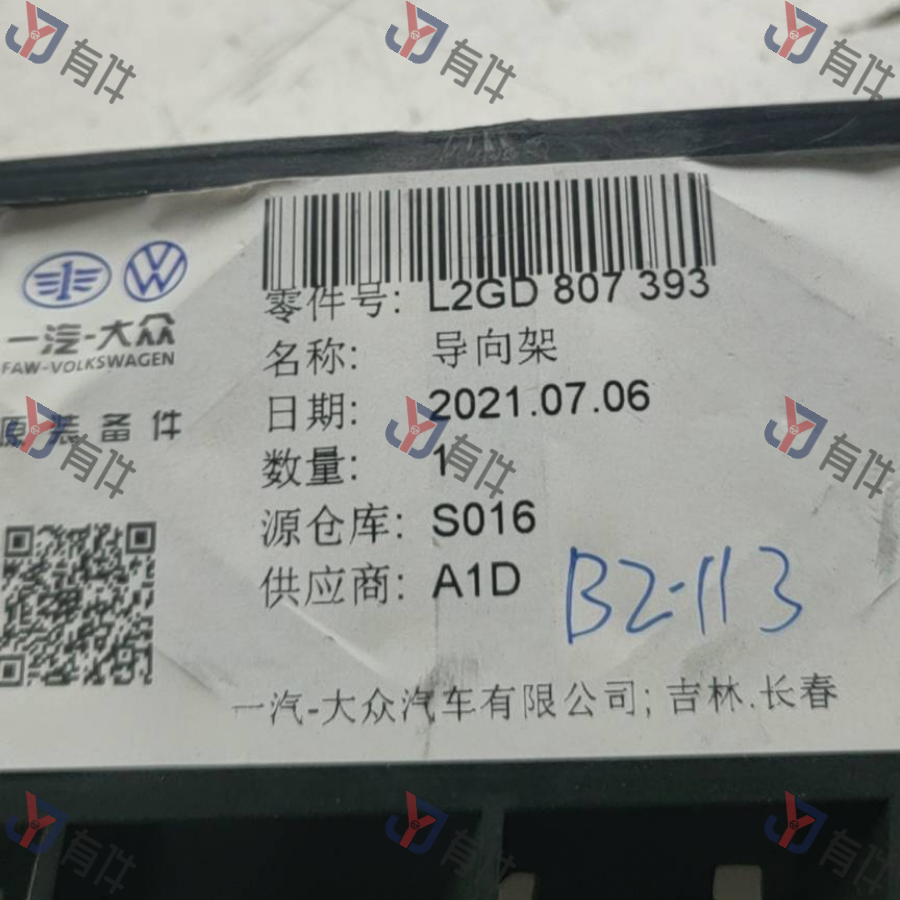 有件 有件 有件
零件号: L2GD 807 393
一汽-大众
FAW-VOLKSWAGEN
名称: 导向架
日期: 2021.07.06
原装备件
数量: 1
有件 有件 有件
源仓库: S016
供应商: A1D
B2-113
一汽-大众汽车有限公司; 吉林.长春
有件 有件 有件